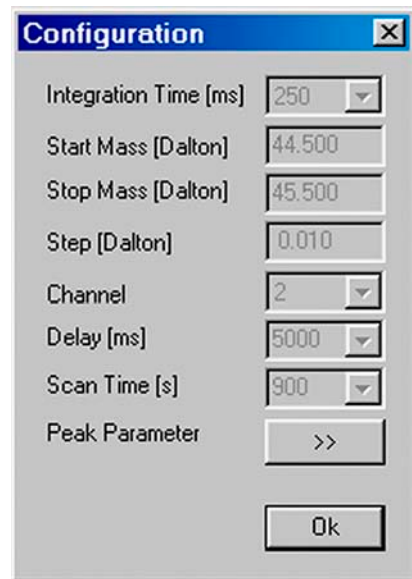 Configuration
Integration Time [ms] 250
Start Mass [Dalton] 44.500
Stop Mass [Dalton] 45.500
Step [Dalton] 0.010
Channel 2
Delay [ms] 5000
Scan Time [s] 900
Peak Parameter >>
Ok